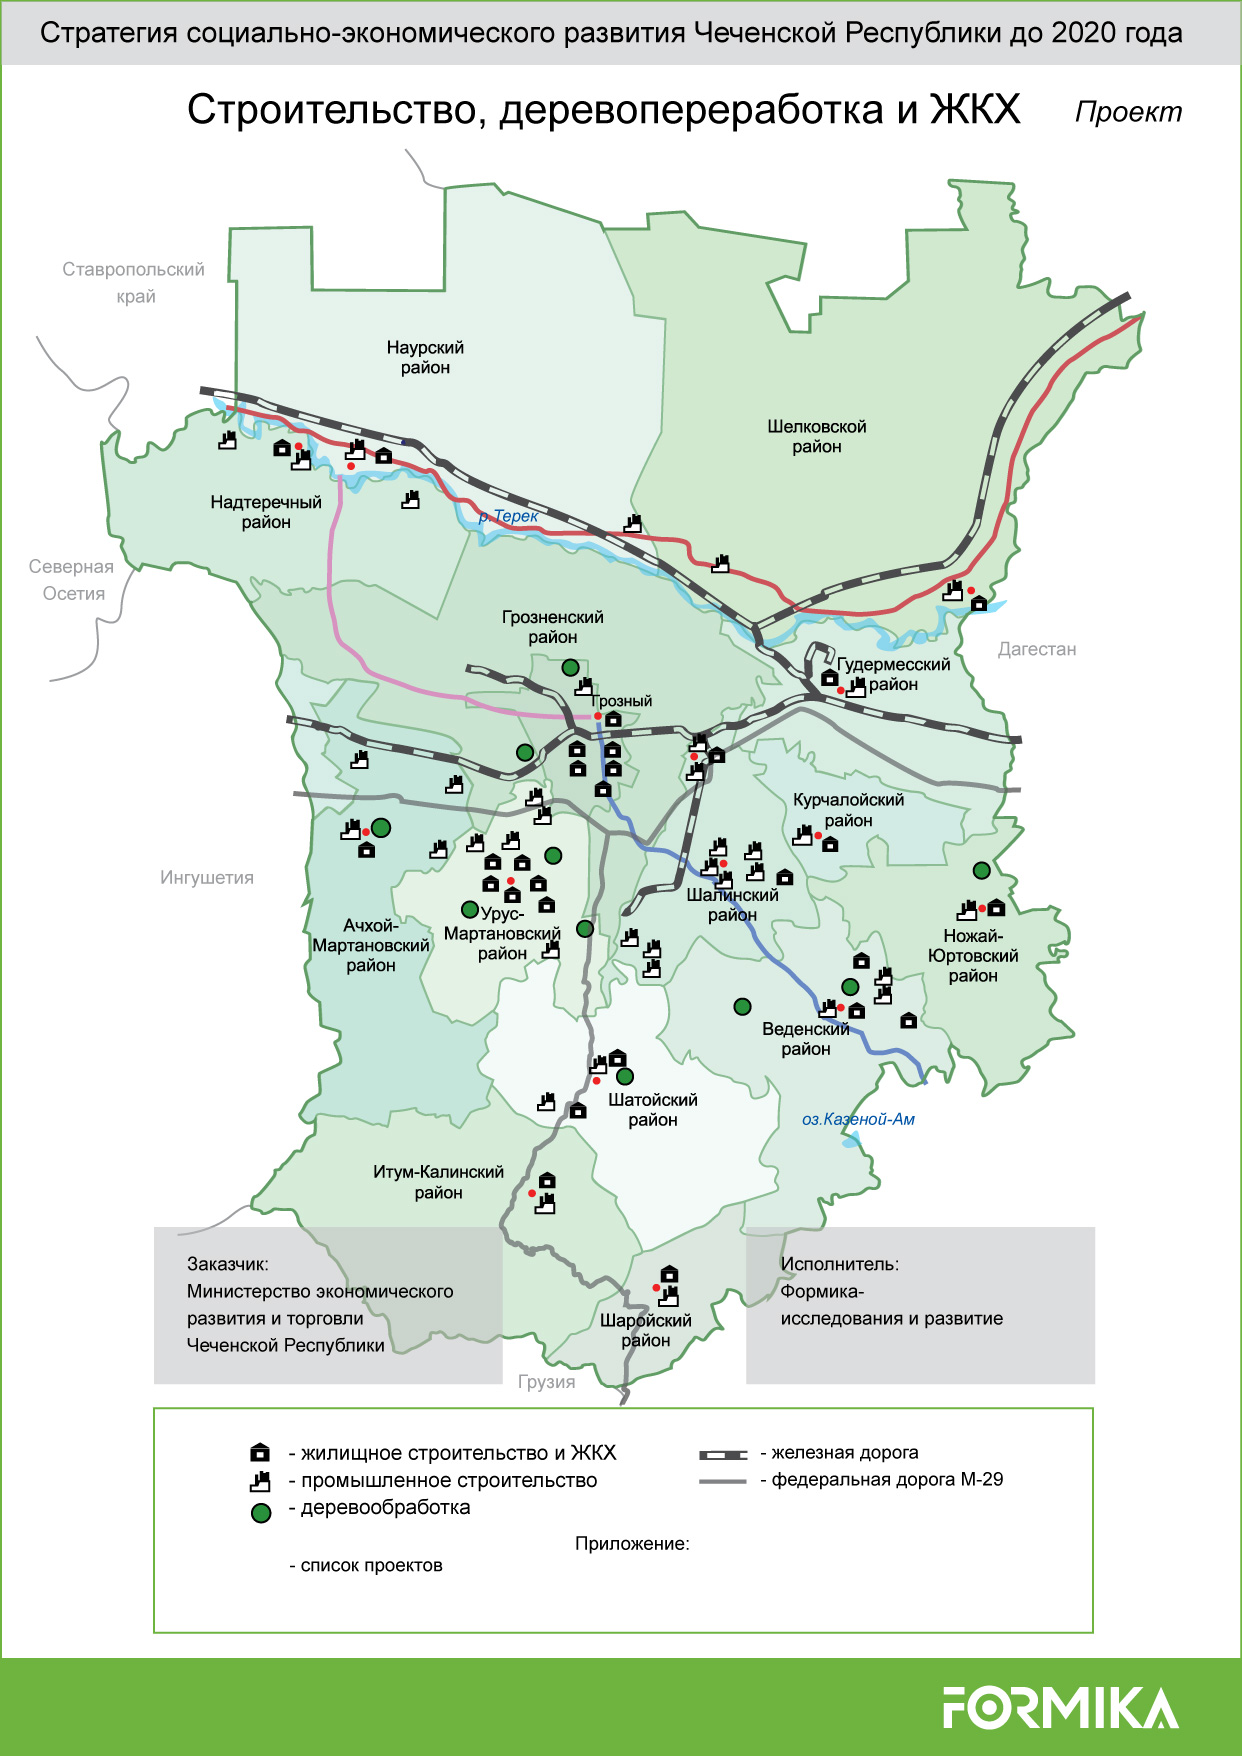 Стратегия социально-экономического развития Чеченской Республики до 2020 года
Строительство, деревопереработка и ЖКХ
Проект
Ставропольский
край
Наурский
район
Шелковской
район
Надтеречный
район
р.Терек
Северная
Осетия
Грозненский
район
Дагестан
Гудермесский
район
Грозный
Курчалойский
район
Ингушетия
Шалинский
район
Ачхой-
Мартановский
район
Урус-
Мартановский
район
Ножай-
Юртовский
район
Веденский
район
Шатойский
район
оз.Казеной-Ам
Итум-Калинский
район
Шаройский
район
Грузия
Заказчик:
Министерство экономического
развития и торговли
Чеченской Республики
Исполнитель:
Формика-
исследования и развитие
- жилищное строительство и ЖКХ
- промышленное строительство
- деревообработка
- железная дорога
- федеральная дорога М-29
Приложение:
- список проектов
FORMIKA